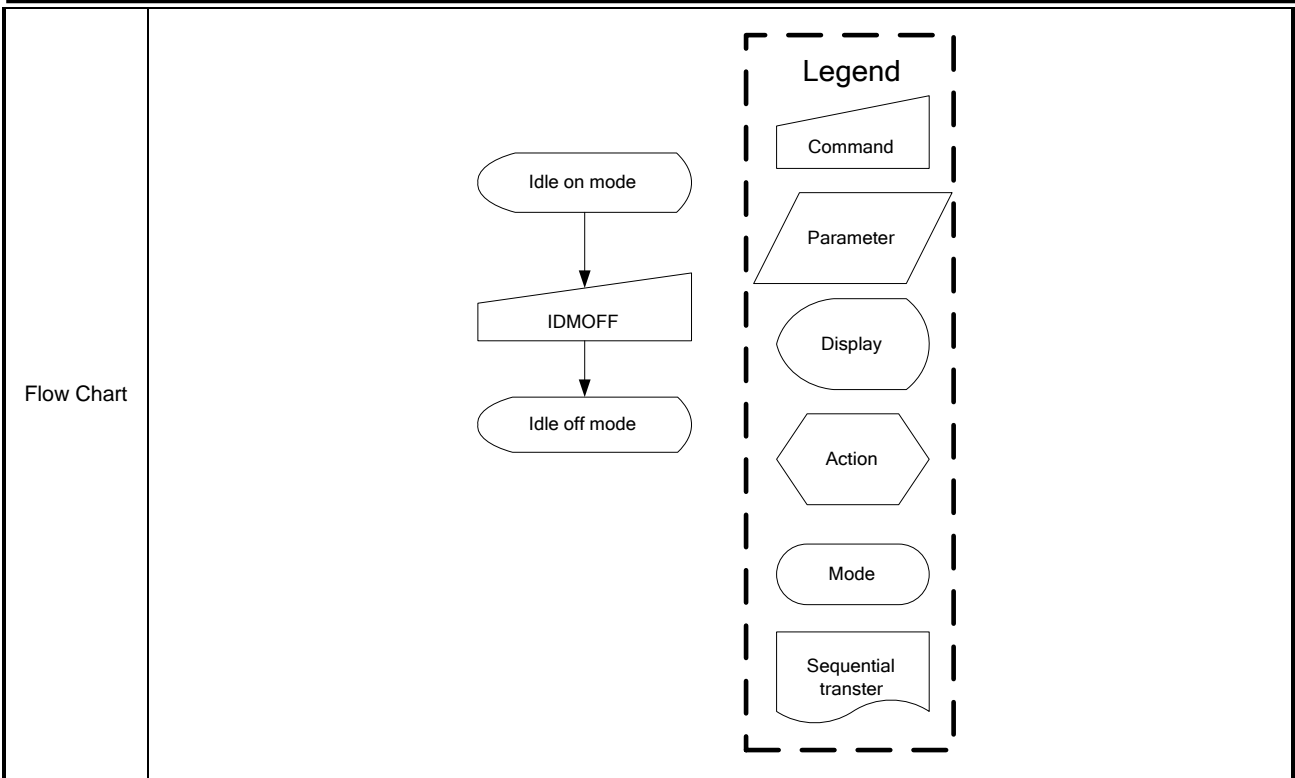 Flow Chart
Idle on mode
IDMOFF
Idle off mode
Legend
Command
Parameter
Display
Action
Mode
Sequential
transter